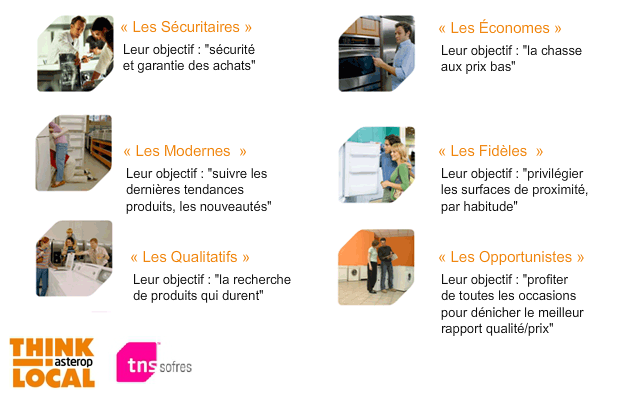 « Les Sécuritaires »
Leur objectif : "sécurité
et garantie des achats"
« Les Économes »
Leur objectif : "la chasse
aux prix bas"
« Les Modernes  »
Leur objectif : "suivre les
dernières tendances
produits, les nouveautés"
« Les Fidèles  »
Leur objectif : "privilégier
les surfaces de proximité,
par habitude"
« Les Qualitatifs »
Leur objectif : "la recherche
de produits qui durent"
« Les Opportunistes »
Leur objectif : "profiter
de toutes les occasions
pour dénicher le meilleur
rapport qualité/prix"
THINK
asterop
LOCAL
tns sofres